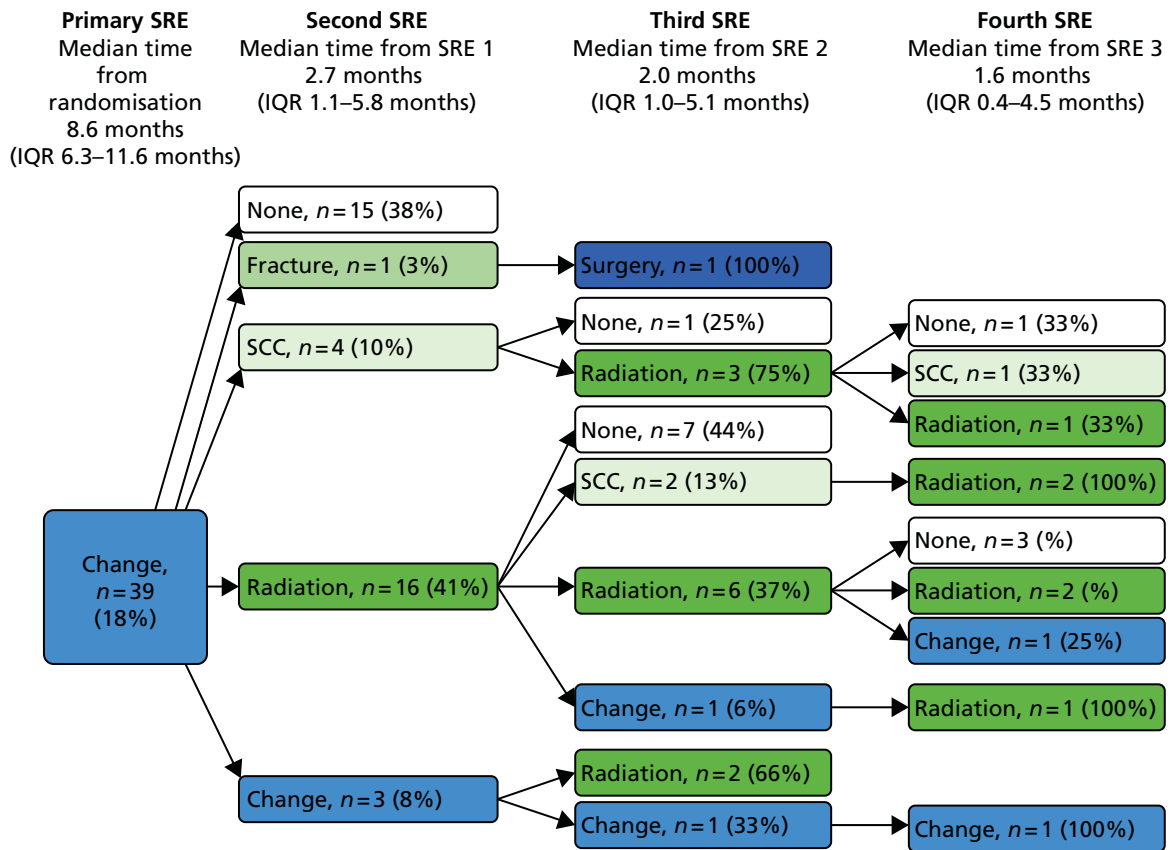 Primary SRE
Median time
from
randomisation
8.6 months
(IQR 6.3–11.6 months)
Second SRE
Median time from SRE 1
2.7 months
(IQR 1.1–5.8 months)
Third SRE
Median time from SRE 2
2.0 months
(IQR 1.0–5.1 months)
Fourth SRE
Median time from SRE 3
1.6 months
(IQR 0.4–4.5 months)
Change,
n=39
(18%)
None, n=15 (38%)
Fracture, n=1 (3%)
SCC, n=4 (10%)
Radiation, n=16 (41%)
Change, n=3 (8%)
Surgery, n=1 (100%)
None, n=1 (25%)
Radiation, n=3 (75%)
None, n=7 (44%)
SCC, n=2 (13%)
Radiation, n=6 (37%)
Change, n=1 (6%)
Radiation, n=2 (66%)
Change, n=1 (33%)
None, n=1 (33%)
SCC, n=1 (33%)
Radiation, n=1 (33%)
Radiation, n=2 (100%)
None, n=3 (%)
Radiation, n=2 (%)
Change, n=1 (25%)
Radiation, n=1 (100%)
Change, n=1 (100%)